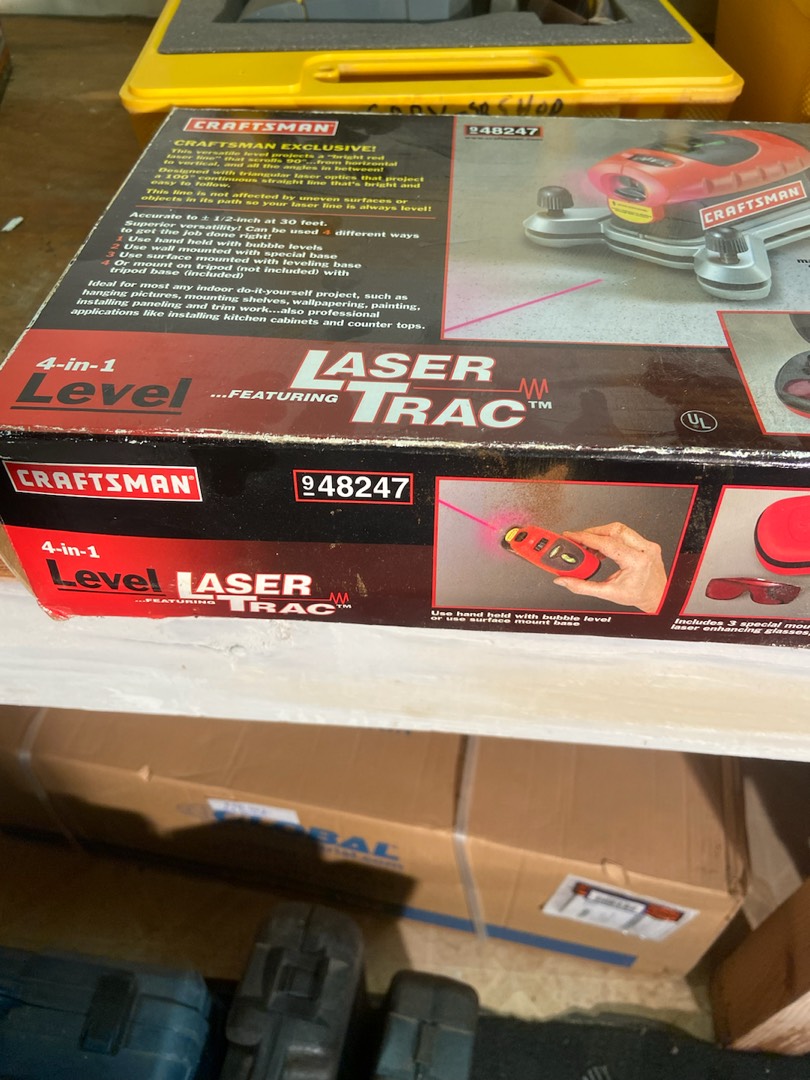 CRAFTSMAN
CRAFTSMAN EXCLUSIVE!
This versatile level projects a "bright red
laser line" that scrolls 90°...from horizontal
to vertical, and all the angles in between!
Designed with triangular laser optics that project
a 100% continuous straight line that's bright and
easy to follow.
This line is not affected by uneven surfaces or
objects in its path so your laser line is always level!
Accurate to ± 1/2-inch at 30 feet.
Superior versatility! Can be used 4 different ways
to get the job done right!
1 Use hand held with bubble levels
2 Use wall mounted with special base
3 Use surface mounted with leveling base
4 Or mount on tripod (not included) with
tripod base (included)
Ideal for most any indoor do-it-yourself project, such as
hanging pictures, mounting shelves, wallpapering, painting,
installing paneling and trim work...also professional
applications like installing kitchen cabinets and counter tops.
948247
CRAFTSMAN
4-in-1
Level
...FEATURING
LASER
TRAC™
UL
CRAFTSMAN
948247
4-in-1
Level
...FEATURING
LASER
TRAC™
Use hand held with bubble level
or use surface mount base
Includes 3 special
laser enhancing glasses
GLOBAL